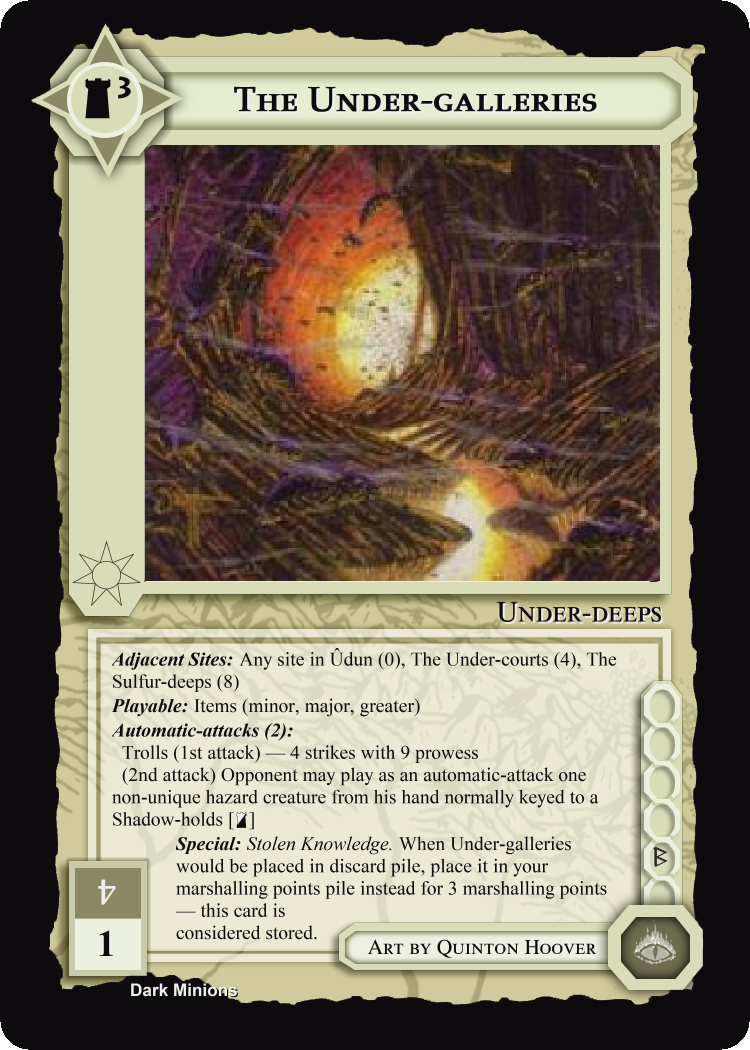 3
The Under-galleries
Under-deeps
Adjacent Sites: Any site in Ûdun (0), The Under-courts (4), The
Sulfur-deeps (8)
Playable: Items (minor, major, greater)
Automatic-attacks (2):
Trolls (1st attack) — 4 strikes with 9 prowess
(2nd attack) Opponent may play as an automatic-attack one
non-unique hazard creature from his hand normally keyed to a
Shadow-holds [ ]
Special: Stolen Knowledge. When Under-galleries
would be placed in discard pile, place it in your
marshalling points pile instead for 3 marshalling points
— this card is
considered stored.
4
1
Art by Quinton Hoover
Dark Minions